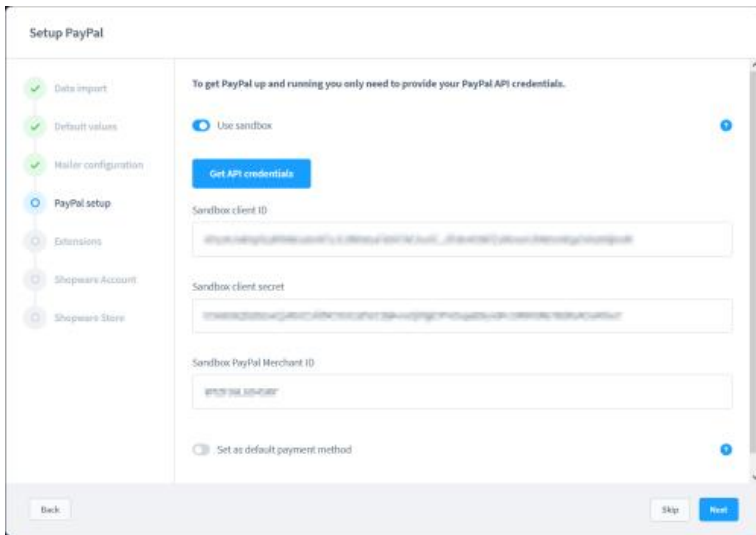 Setup PayPal
Data import
Default values
Mailer configuration
PayPal setup
Extensions
Shopware Account
Shopware Store
To get PayPal up and running you only need to provide your PayPal API credentials.
Use sandbox
?
Get API credentials
Sandbox client ID
Sandbox client secret
Sandbox PayPal Merchant ID
Set as default payment method
?
Back
Skip
Next